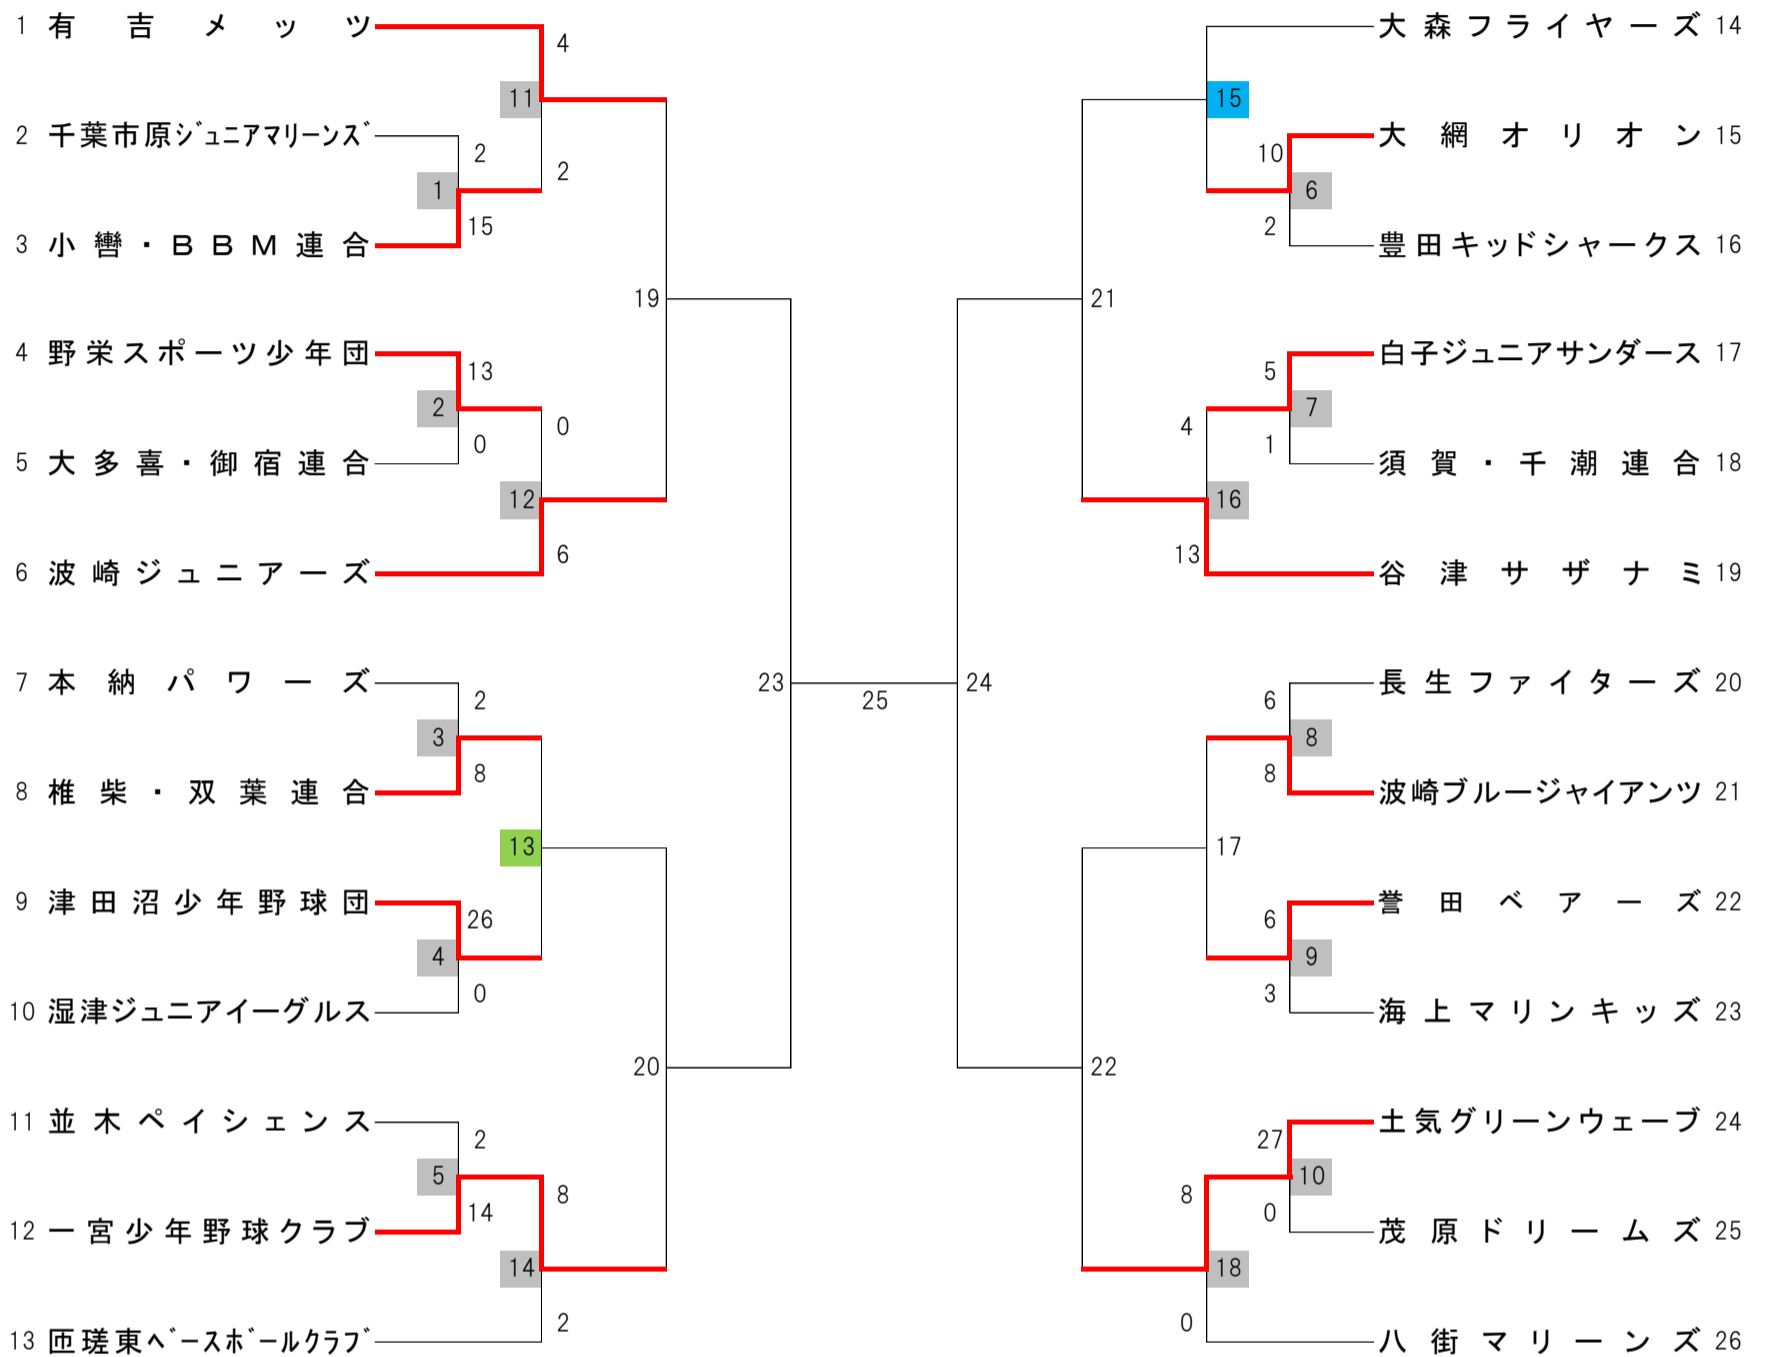 1 有吉メッツ
4
11
2 千葉市原ジュニアマリーンズ
2
2
1
15
3 小轡・BBM連合
19
4 野栄スポーツ少年団
13
2
0
0
5 大多喜・御宿連合
12
6
6 波崎ジュニアーズ
7 本納パワーズ
2
3
8
8 椎柴・双葉連合
13
9 津田沼少年野球団
26
4
0
10 湿津ジュニアイーグルス
20
11 並木ペイシェンス
2
5
8
14
12 一宮少年野球クラブ
14
2
13 匝瑳東ベースボールクラブ
23
25
24
大森フライヤーズ 14
15
大網オリオン 15
10
6
2
豊田キッドシャークス 16
21
白子ジュニアサンダース 17
5
7
4
1
須賀・千潮連合 18
16
13
谷津サザナミ 19
長生ファイターズ 20
6
8
8
波崎ブルージャイアンツ 21
17
誉田ベアーズ 22
6
9
3
海上マリンキッズ 23
22
土気グリーンウェーブ 24
27
10
8
0
茂原ドリームズ 25
18
0
八街マリーンズ 26